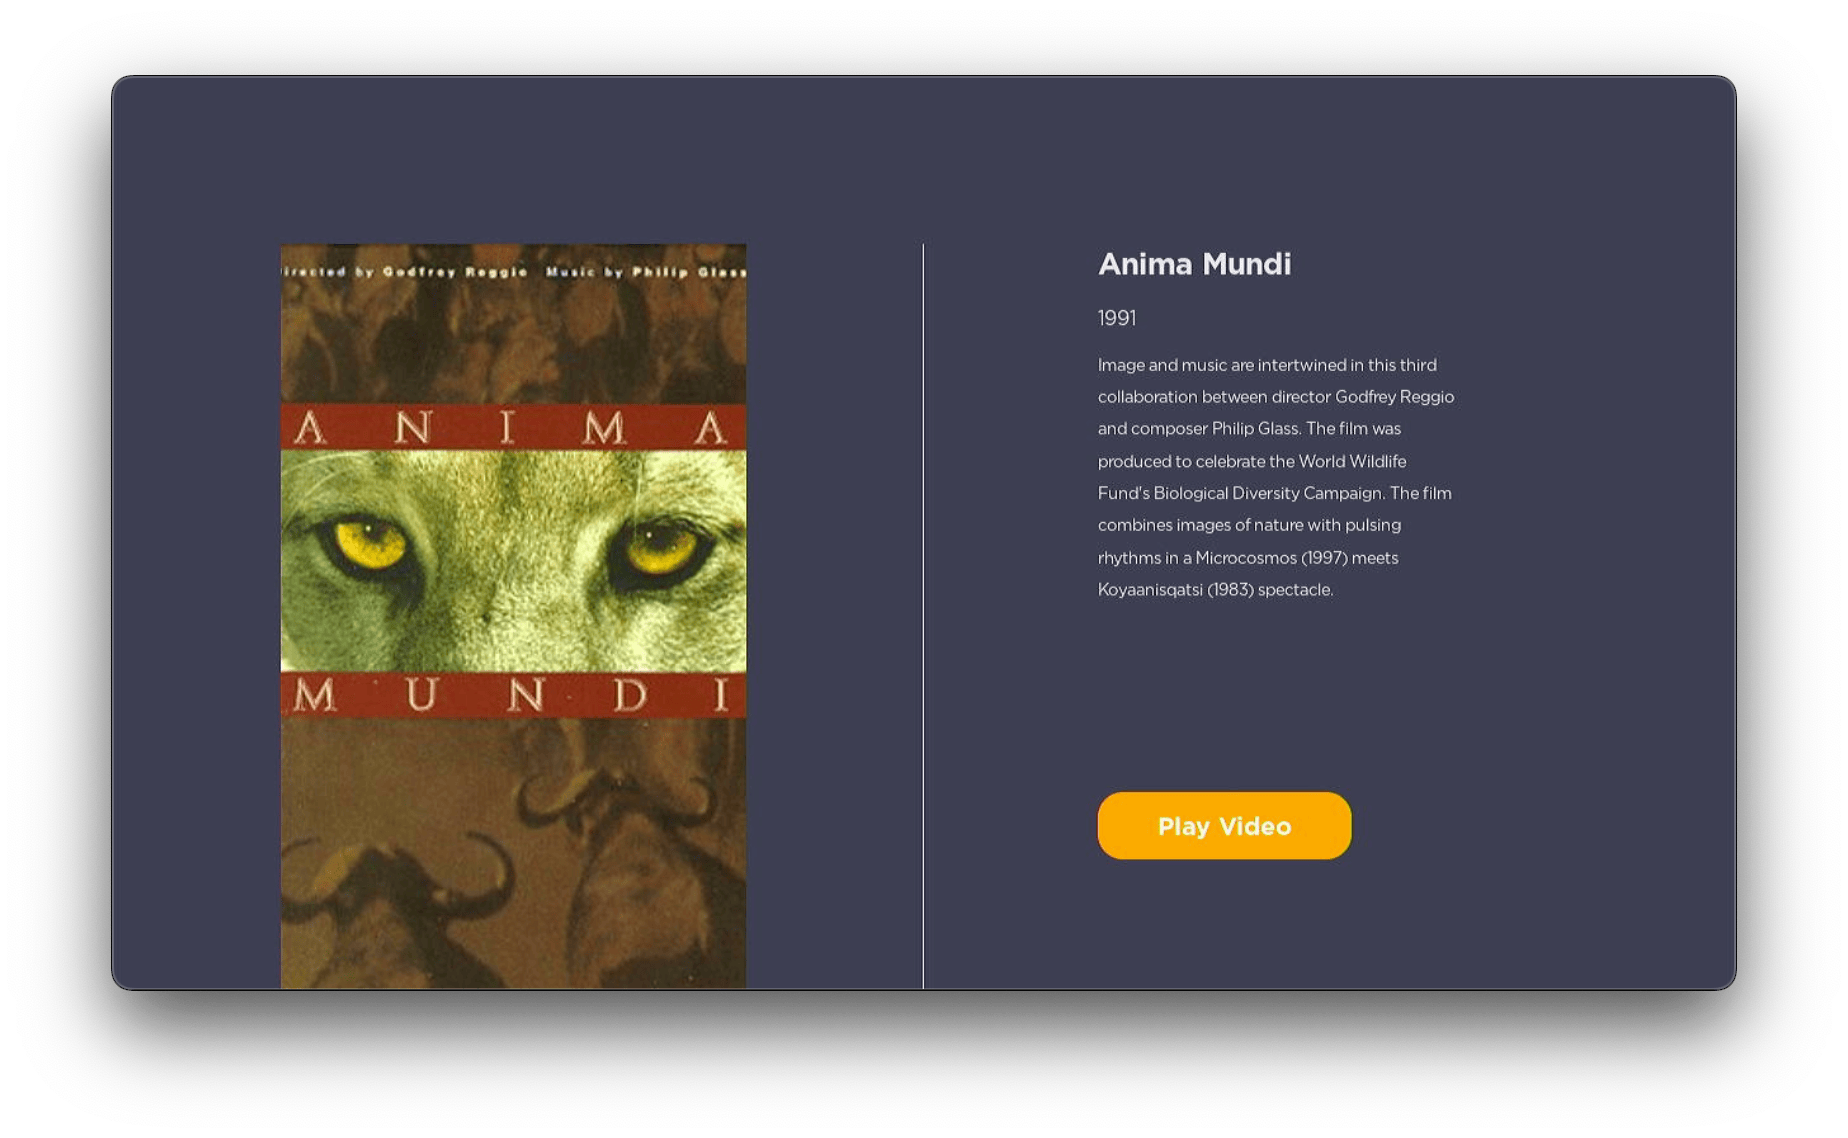 irected by Godfrey Reggio Music by Philip Glass
ANIMA
MUNDI
Anima Mundi
1991
Image and music are intertwined in this third
collaboration between director Godfrey Reggio
and composer Philip Glass. The film was
produced to celebrate the World Wildlife
Fund's Biological Diversity Campaign. The film
combines images of nature with pulsing
rhythms in a Microcosmos (1997) meets
Koyaanisqatsi (1983) spectacle.
Play Video